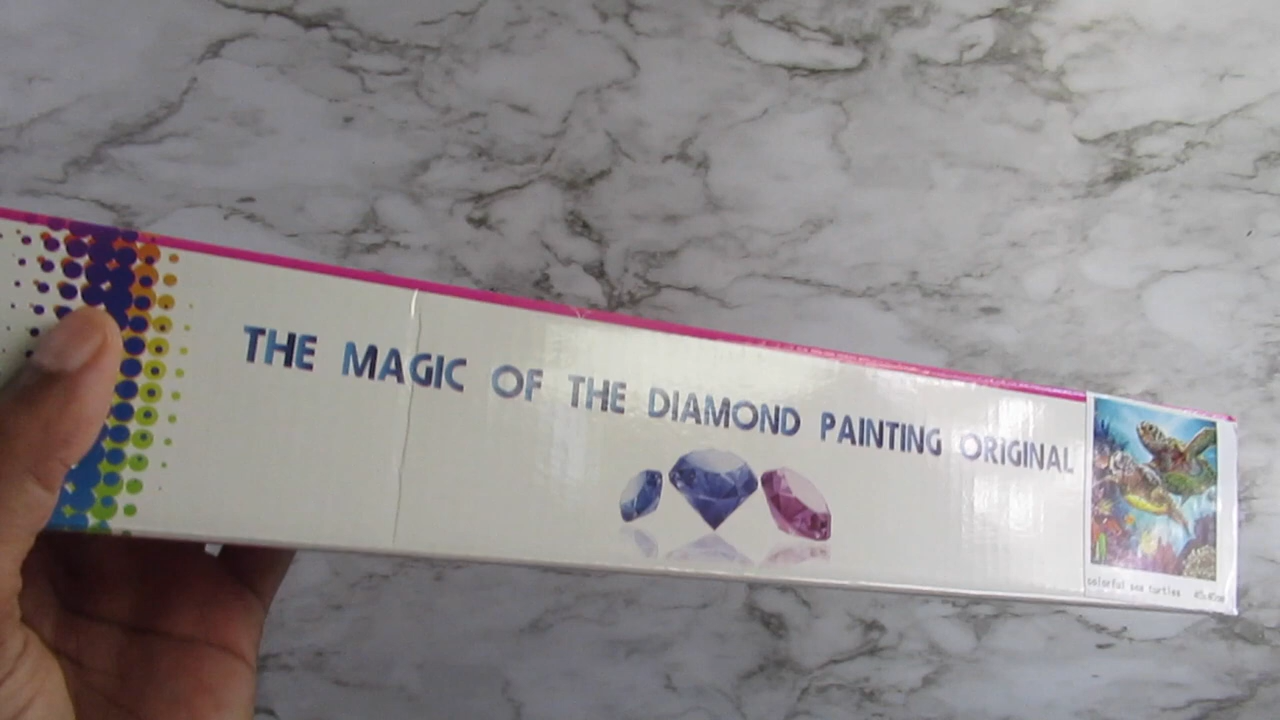 THE MAGIC OF THE DIAMOND PAINTING ORIGINAL
colorful sea turtles